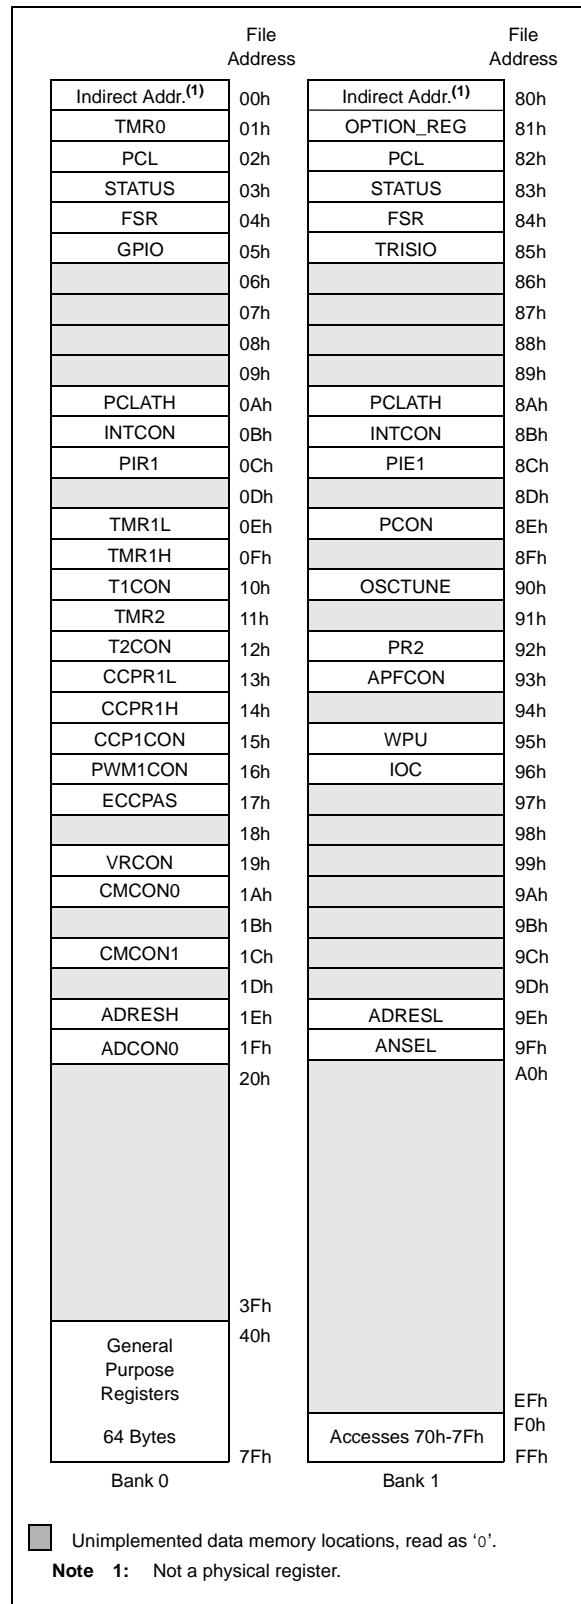 File File
Address Address
Indirect Addr.(1) 00h Indirect Addr.(1) 80h
TMR0 01h OPTION_REG 81h
PCL 02h PCL 82h
STATUS 03h STATUS 83h
FSR 04h FSR 84h
GPIO 05h TRISIO 85h
06h 86h
07h 87h
08h 88h
09h 89h
PCLATH 0Ah PCLATH 8Ah
INTCON 0Bh INTCON 8Bh
PIR1 0Ch PIE1 8Ch
0Dh 8Dh
TMR1L 0Eh PCON 8Eh
TMR1H 0Fh 8Fh
T1CON 10h OSCTUNE 90h
TMR2 11h 91h
T2CON 12h PR2 92h
CCPR1L 13h APFCON 93h
CCPR1H 14h 94h
CCP1CON 15h WPU 95h
PWM1CON 16h IOC 96h
ECCPAS 17h 97h
18h 98h
VRCON 19h 99h
CMCON0 1Ah 9Ah
1Bh 9Bh
CMCON1 1Ch 9Ch
1Dh 9Dh
ADRESH 1Eh ADRESL 9Eh
ADCON0 1Fh ANSEL 9Fh
20h A0h
3Fh
General 40h
Purpose
Registers
EFh
64 Bytes Accesses 70h-7Fh F0h
7Fh FFh
Bank 0 Bank 1
Unimplemented data memory locations, read as ‘0’.
Note 1: Not a physical register.